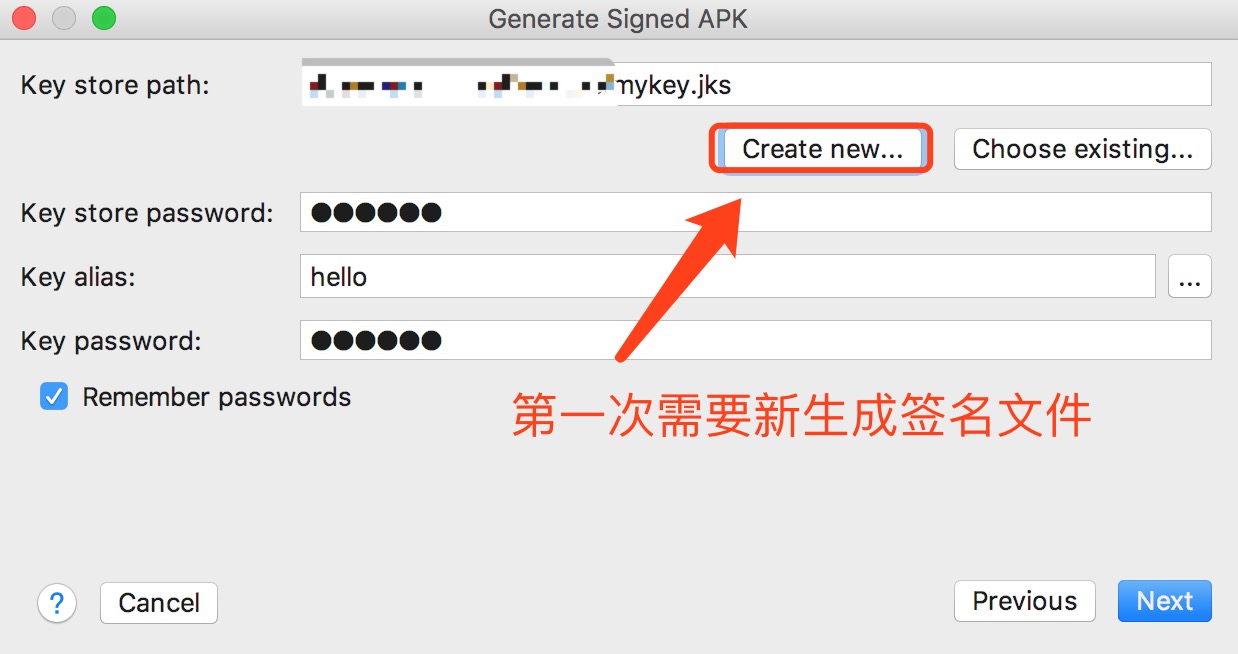 Generate Signed APK
Key store path:
mykey.jks
Create new...
Choose existing...
Key store password:
●●●●●●
Key alias:
hello
...
Key password:
●●●●●●
Remember passwords
第一次需要新生成签名文件
?
Cancel
Previous
Next